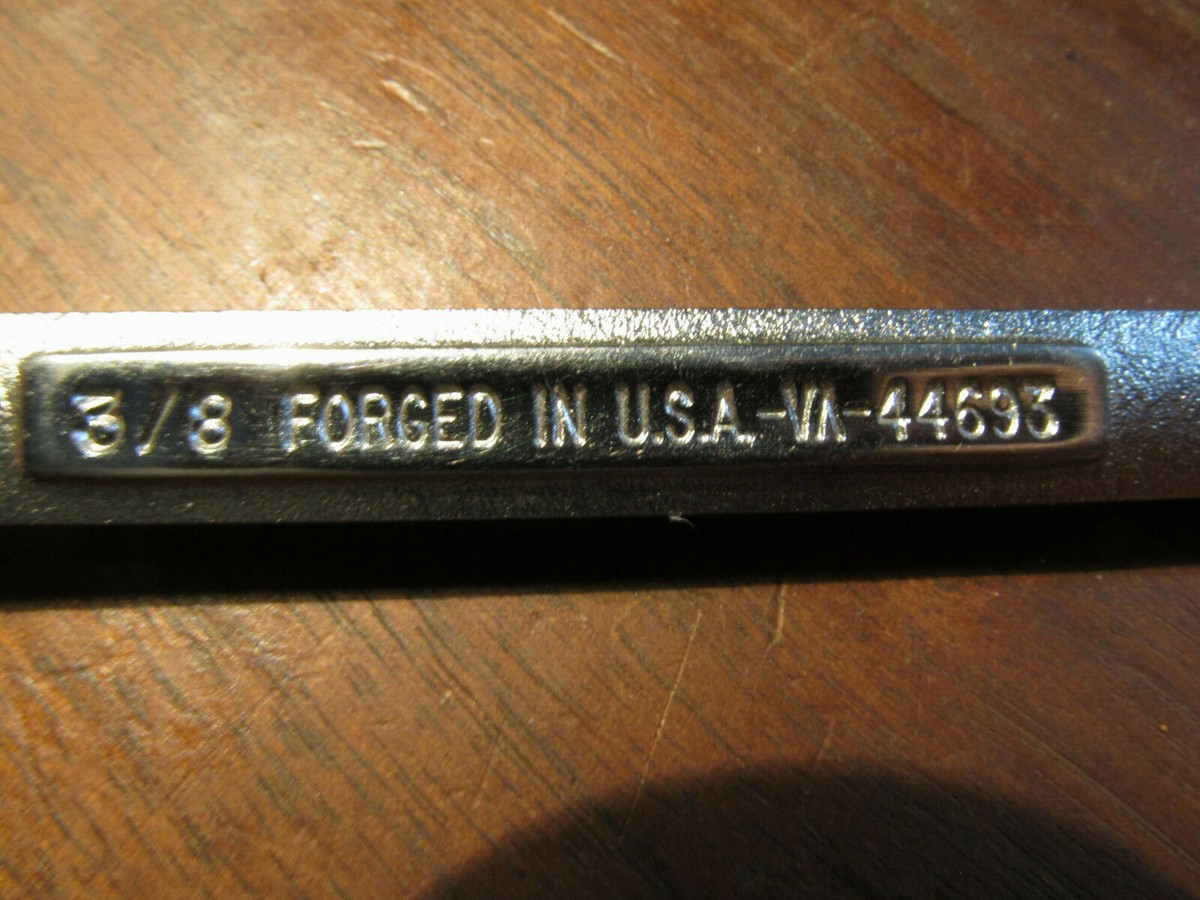 3/8 FORGED IN U.S.A.-VA-44693